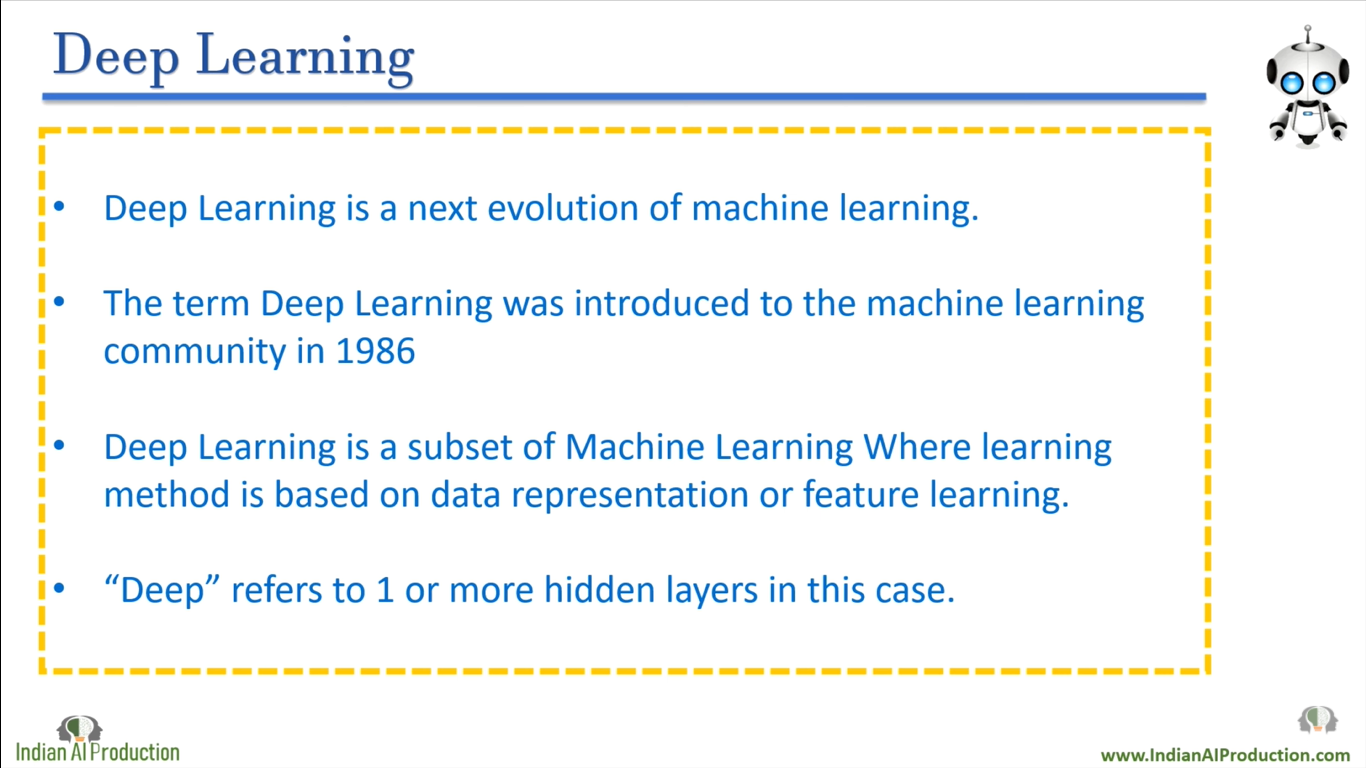 Deep Learning
• Deep Learning is a next evolution of machine learning.
• The term Deep Learning was introduced to the machine learning
community in 1986
• Deep Learning is a subset of Machine Learning Where learning
method is based on data representation or feature learning.
• “Deep” refers to 1 or more hidden layers in this case.
Indian AI Production
www.IndianAIProduction.com